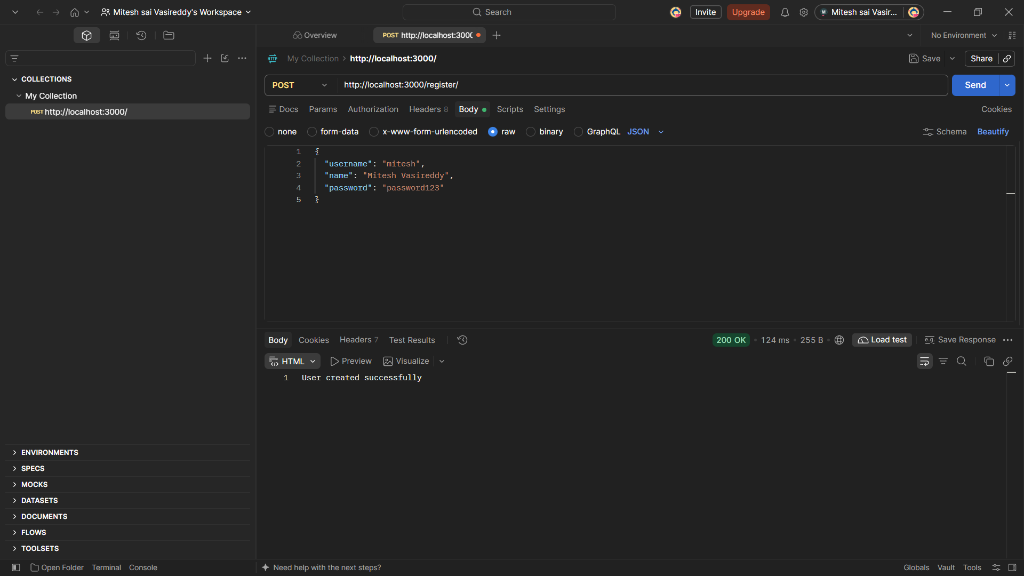 Mitesh sai Vasireddy's Workspace
Search
Invite
Upgrade
Mitesh sai Vasir...
Overview
POST http://localhost:3000
No Environment
COLLECTIONS
My Collection
POST http://localhost:3000/
My Collection > http://localhost:3000/
Save
Share
POST
http://localhost:3000/register/
Send
Docs
Params
Authorization
Headers 8
Body
Scripts
Settings
Cookies
none
form-data
x-www-form-urlencoded
raw
binary
GraphQL
JSON
Schema
Beautify
1 {
2 "username": "mitesh",
3 "name": "Mitesh Vasireddy",
4 "password": "password123"
5 }
Body
Cookies
Headers 7
Test Results
200 OK
124 ms
255 B
Load test
Save Response
HTML
Preview
Visualize
1 User created successfully
ENVIRONMENTS
SPECS
MOCKS
DATASETS
DOCUMENTS
FLOWS
TOOLSETS
Open Folder
Terminal
Console
Need help with the next steps?
Globals
Vault
Tools